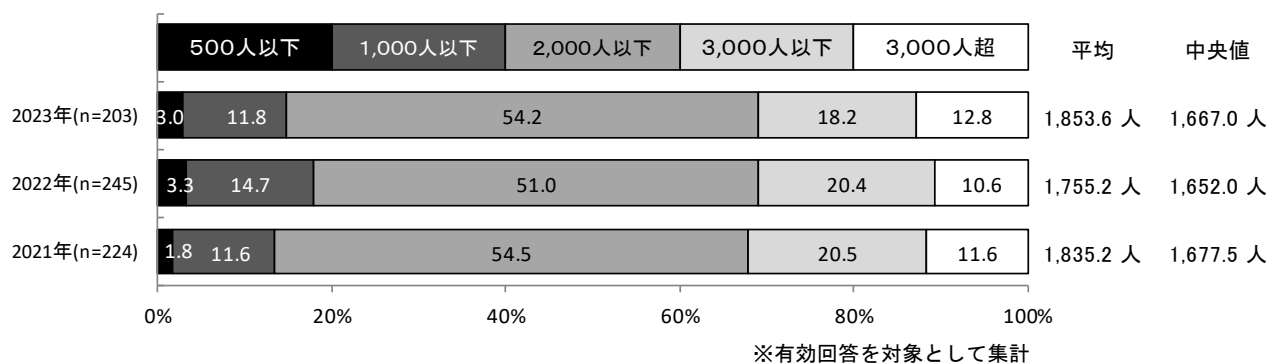 500人以下 1,000人以下 2,000人以下 3,000人以下 3,000人超 平均 中央値
2023年(n=203) 3.0 11.8 54.2 18.2 12.8 1,853.6 人 1,667.0 人
2022年(n=245) 3.3 14.7 51.0 20.4 10.6 1,755.2 人 1,652.0 人
2021年(n=224) 1.8 11.6 54.5 20.5 11.6 1,835.2 人 1,677.5 人
0% 20% 40% 60% 80% 100%
※有効回答を対象として集計